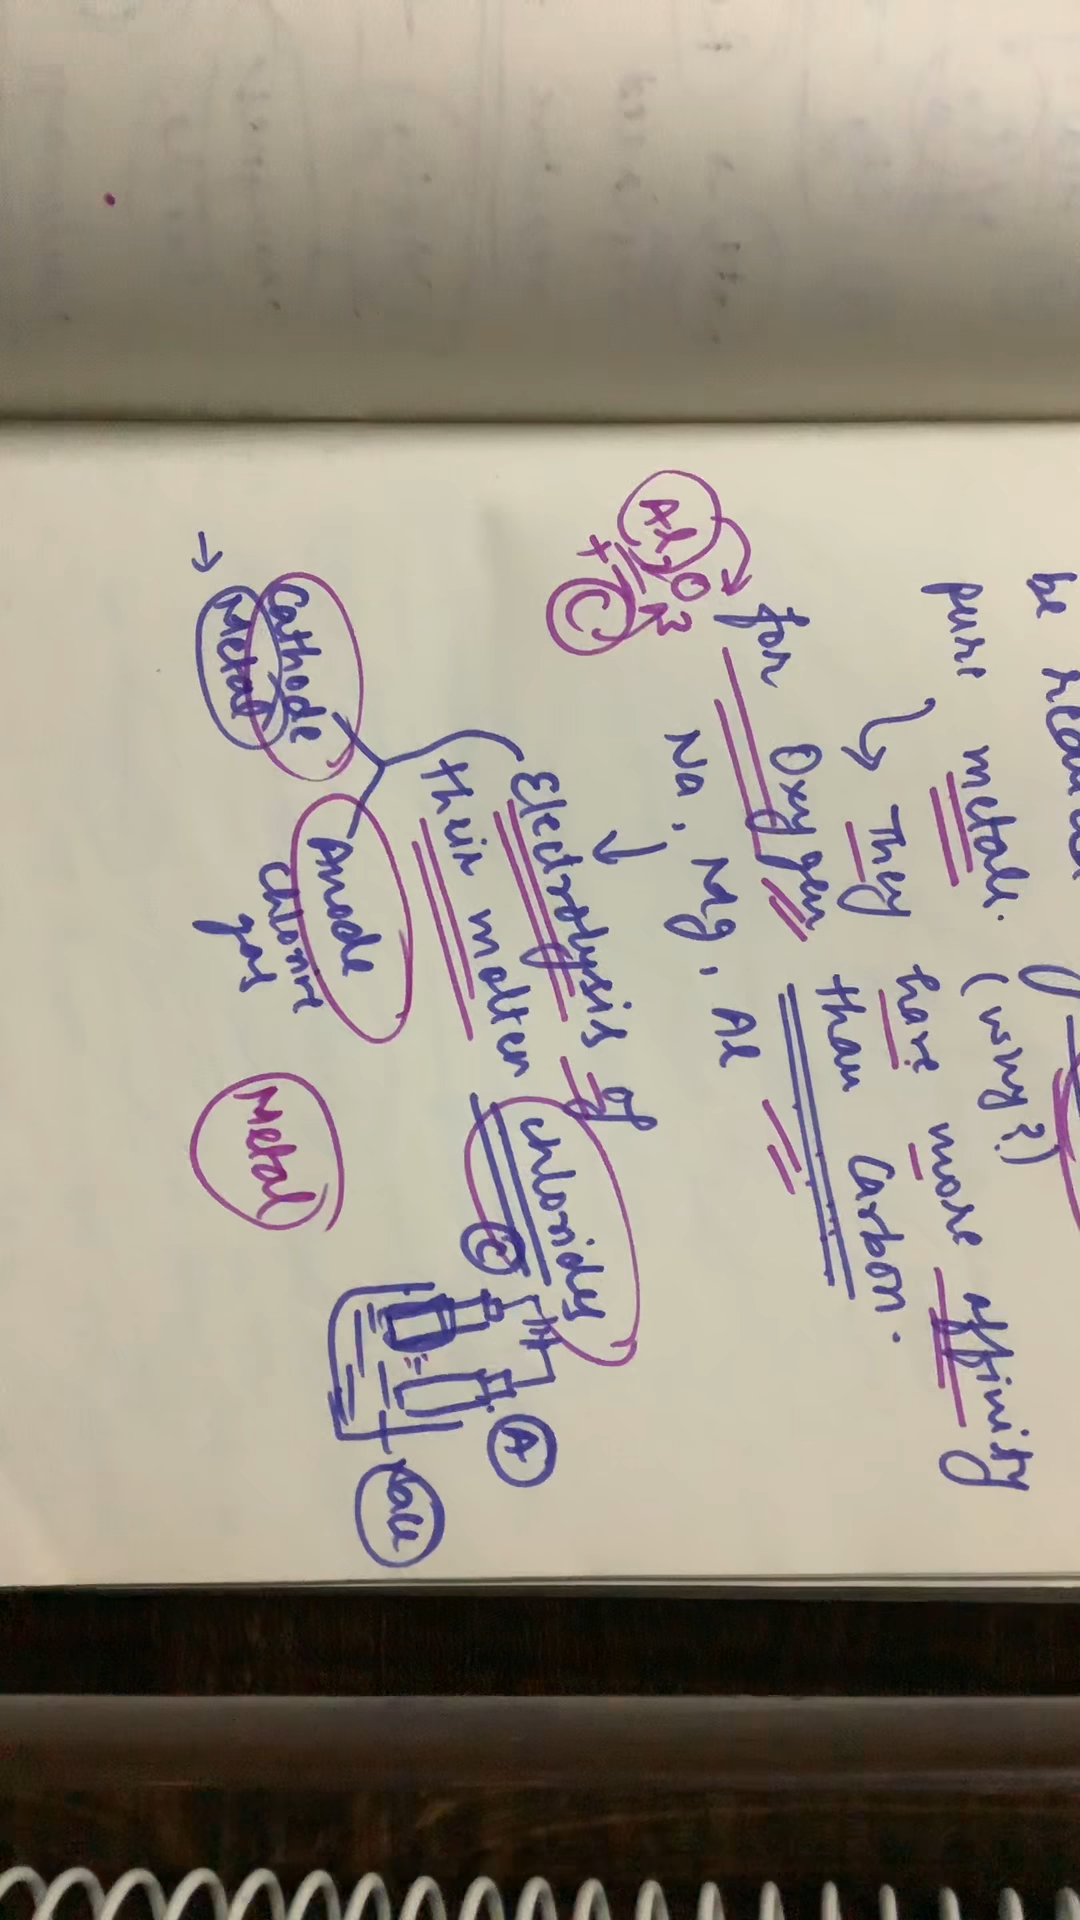 be
pure metals. (why?)
They have more affinity
for Oxygen than Carbon.
Al2O3
+ C
Na, Mg, Al
Electrolysis of
their molten chlorides
Cathode
Metal
Anode
chlorine
gas
Metal
C
A
NaCl